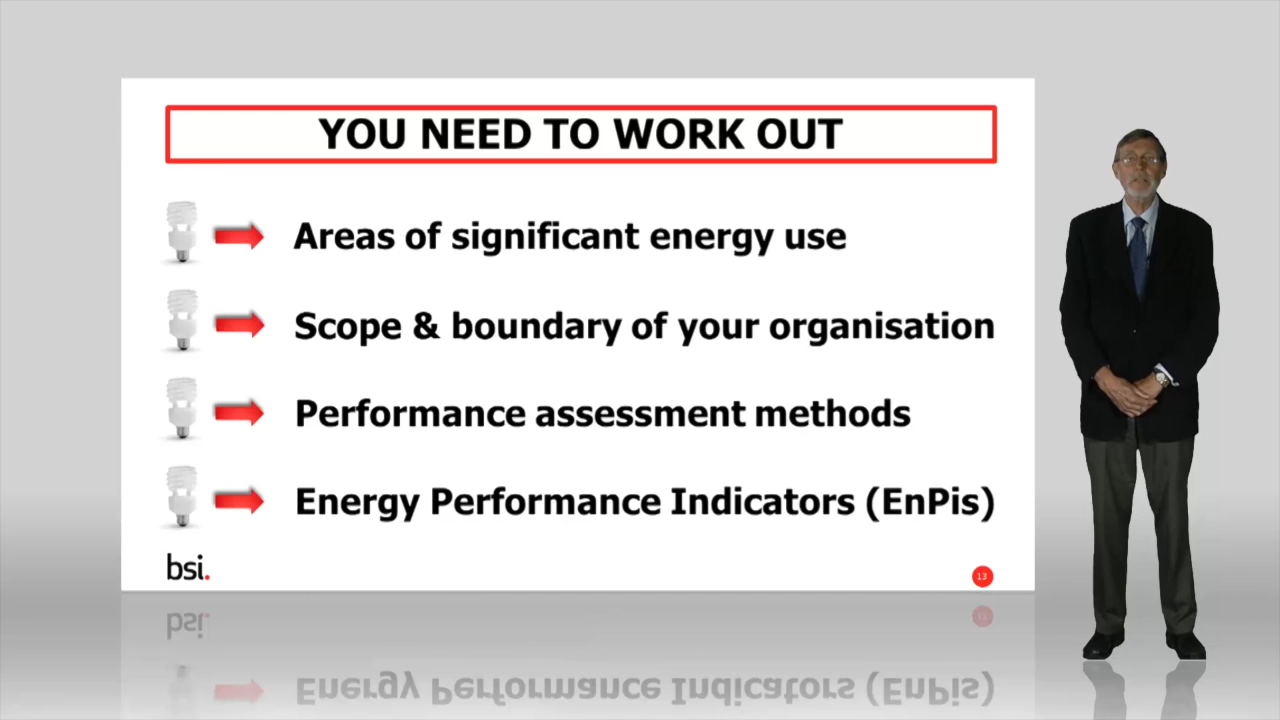 YOU NEED TO WORK OUT
Areas of significant energy use
Scope & boundary of your organisation
Performance assessment methods
Energy Performance Indicators (EnPis)
bsi.
13